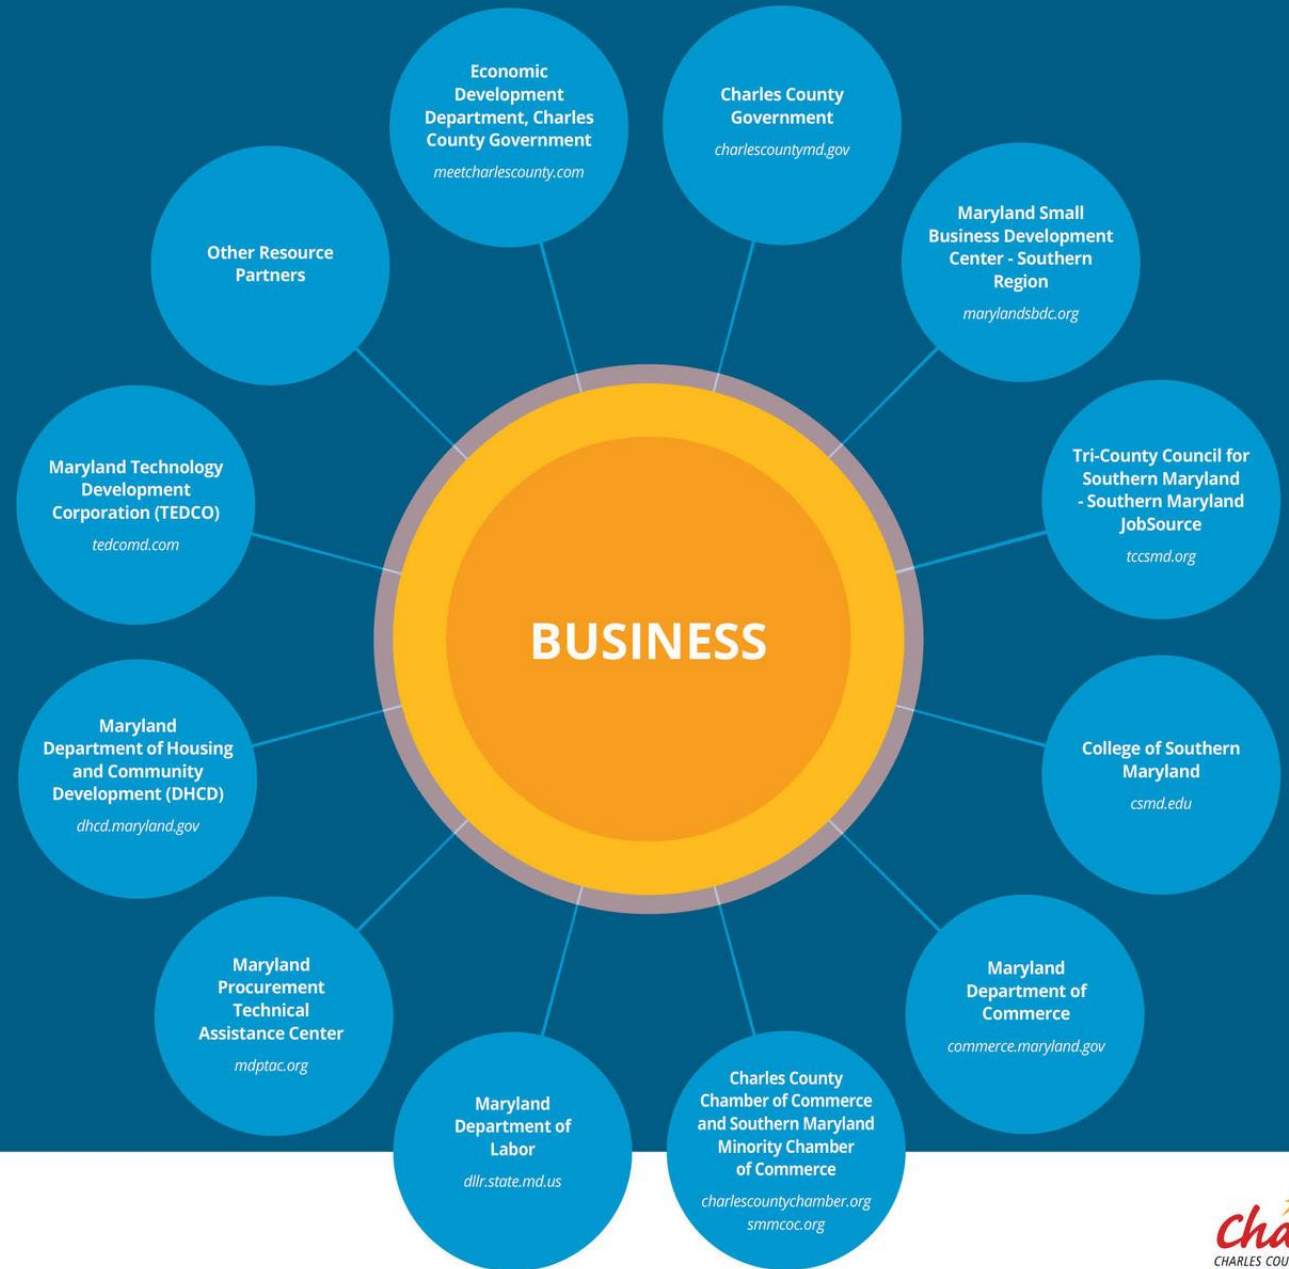 Economic
Development
Department, Charles
County Government
meetcharlescounty.com
Charles County
Government
charlescountymd.gov
Maryland Small
Business Development
Center - Southern
Region
marylandsbdc.org
Tri-County Council for
Southern Maryland
- Southern Maryland
JobSource
tccsmd.org
College of Southern
Maryland
csmd.edu
Maryland
Department of
Commerce
commerce.maryland.gov
Charles County
Chamber of Commerce
and Southern Maryland
Minority Chamber
of Commerce
charlescountychamber.org
smmcoc.org
Maryland
Department of
Labor
dllr.state.md.us
Maryland
Procurement
Technical
Assistance Center
mdptac.org
Maryland
Department of Housing
and Community
Development (DHCD)
dhcd.maryland.gov
Maryland Technology
Development
Corporation (TEDCO)
tedcomd.com
Other Resource
Partners
BUSINESS
CHARLES